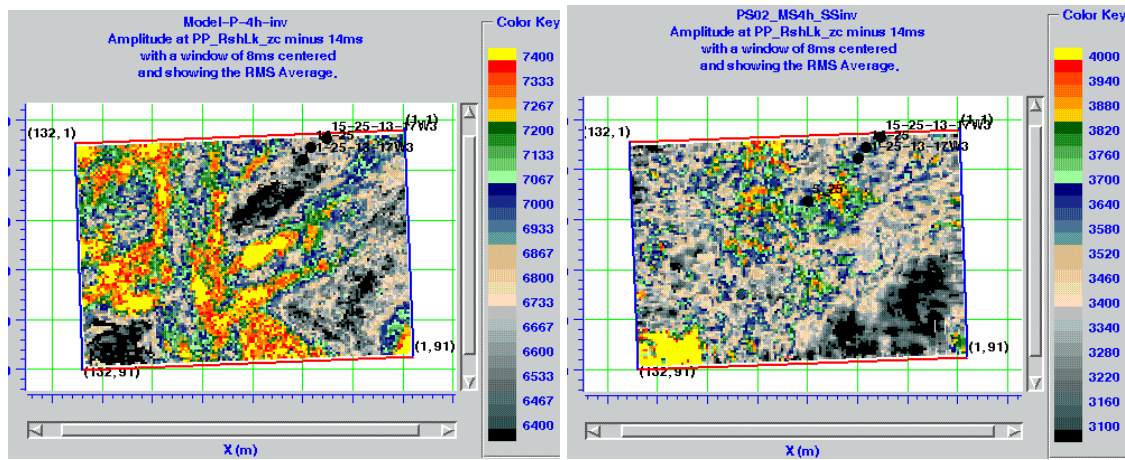 Model-P-4h-inv
Amplitude at PP_RshLk_zc minus 14ms
with a window of 8ms centered
and showing the RMS Average.
Color Key
7400
7333
7267
7200
7133
7067
7000
6933
6867
6800
6733
6667
6600
6533
6467
6400
(132,1)
(1,1)
15-25-13-17W3
1-25-13-17W3
(132,91)
(1,91)
X (m)
PS02_MS4h_SSinv
Amplitude at PP_RshLk_zc minus 14ms
with a window of 8ms centered
and showing the RMS Average.
Color Key
4000
3940
3880
3820
3760
3700
3640
3580
3520
3460
3400
3340
3280
3220
3160
3100
132,1)
(1,1)
15-25-13-17W3
1-25-13-17W3
5-25
(132,91)
(1,91)
X (m)